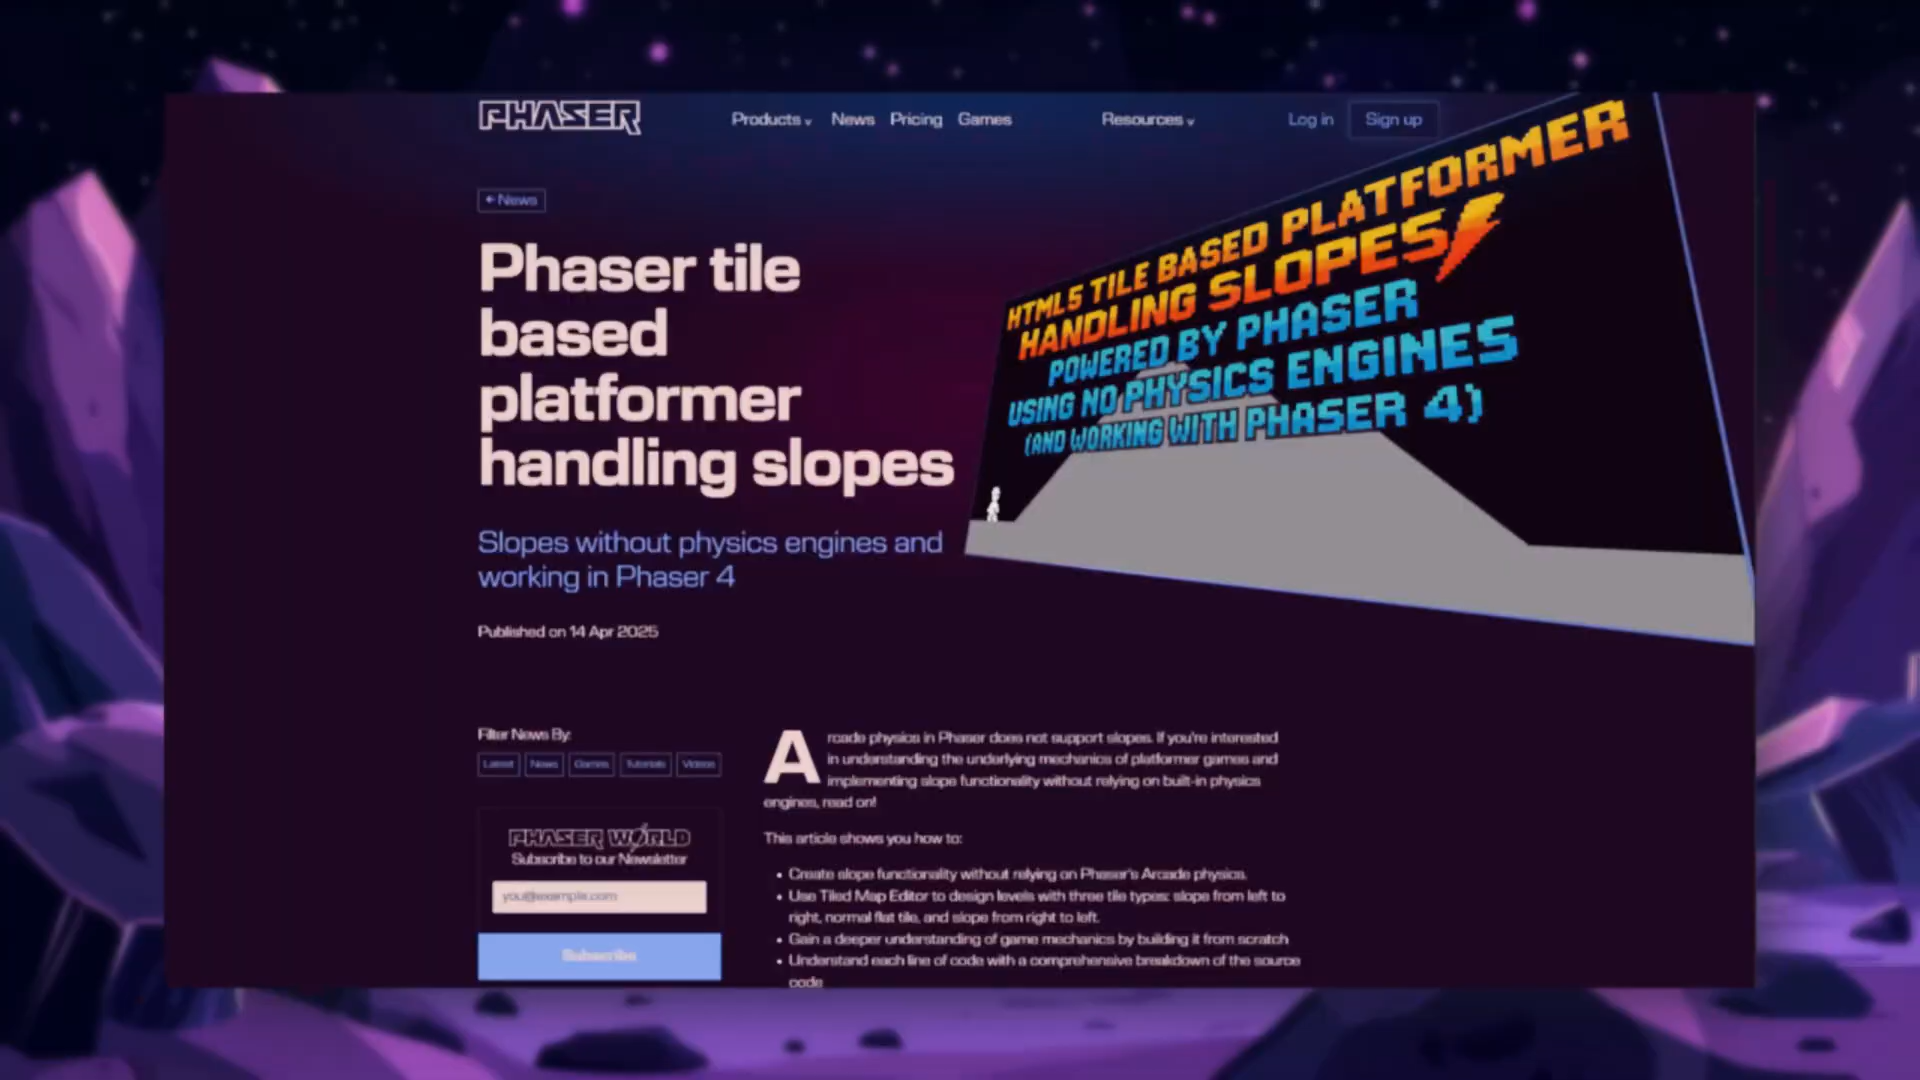 PHASER
Products
News
Pricing
Games
Resources
Log in
Sign up
← News
Phaser tile
based
platformer
handling slopes
Slopes without physics engines and
working in Phaser 4
Published on 14 Apr 2025
HTML5 TILE BASED PLATFORMER
HANDLING SLOPES
POWERED BY PHASER
USING NO PHYSICS ENGINES
(AND WORKING WITH PHASER 4)
Filter News By:
Latest
News
Games
Tutorials
Videos
PHASER WORLD
Subscribe to our Newsletter
you@example.com
Subscribe
Arcade physics in Phaser does not support slopes. If you're interested
in understanding the underlying mechanics of platformer games and
implementing slope functionality without relying on built-in physics
engines, read on!
This article shows you how to:
• Create slope functionality without relying on Phaser's Arcade physics.
• Use Tiled Map Editor to design levels with three tile types: slope from left to
right, normal flat tile, and slope from right to left.
• Gain a deeper understanding of game mechanics by building it from scratch
• Understand each line of code with a comprehensive breakdown of the source
code